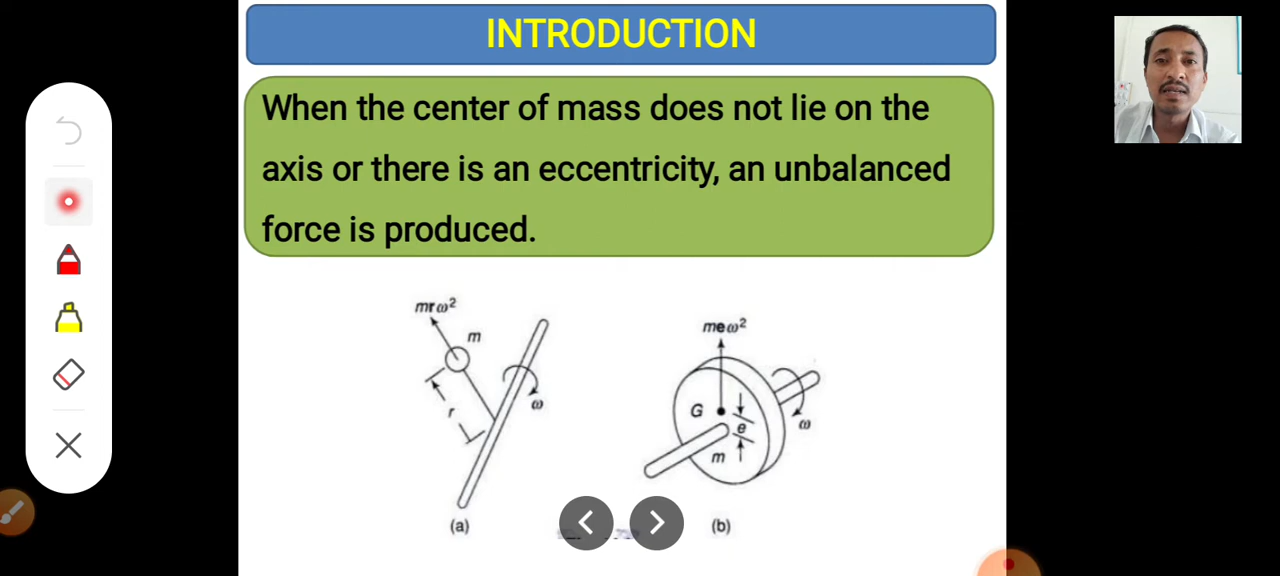 INTRODUCTION
When the center of mass does not lie on the
axis or there is an eccentricity, an unbalanced
force is produced.
mrω²
m
r
ω
(a)
meω²
G
e
m
ω
(b)